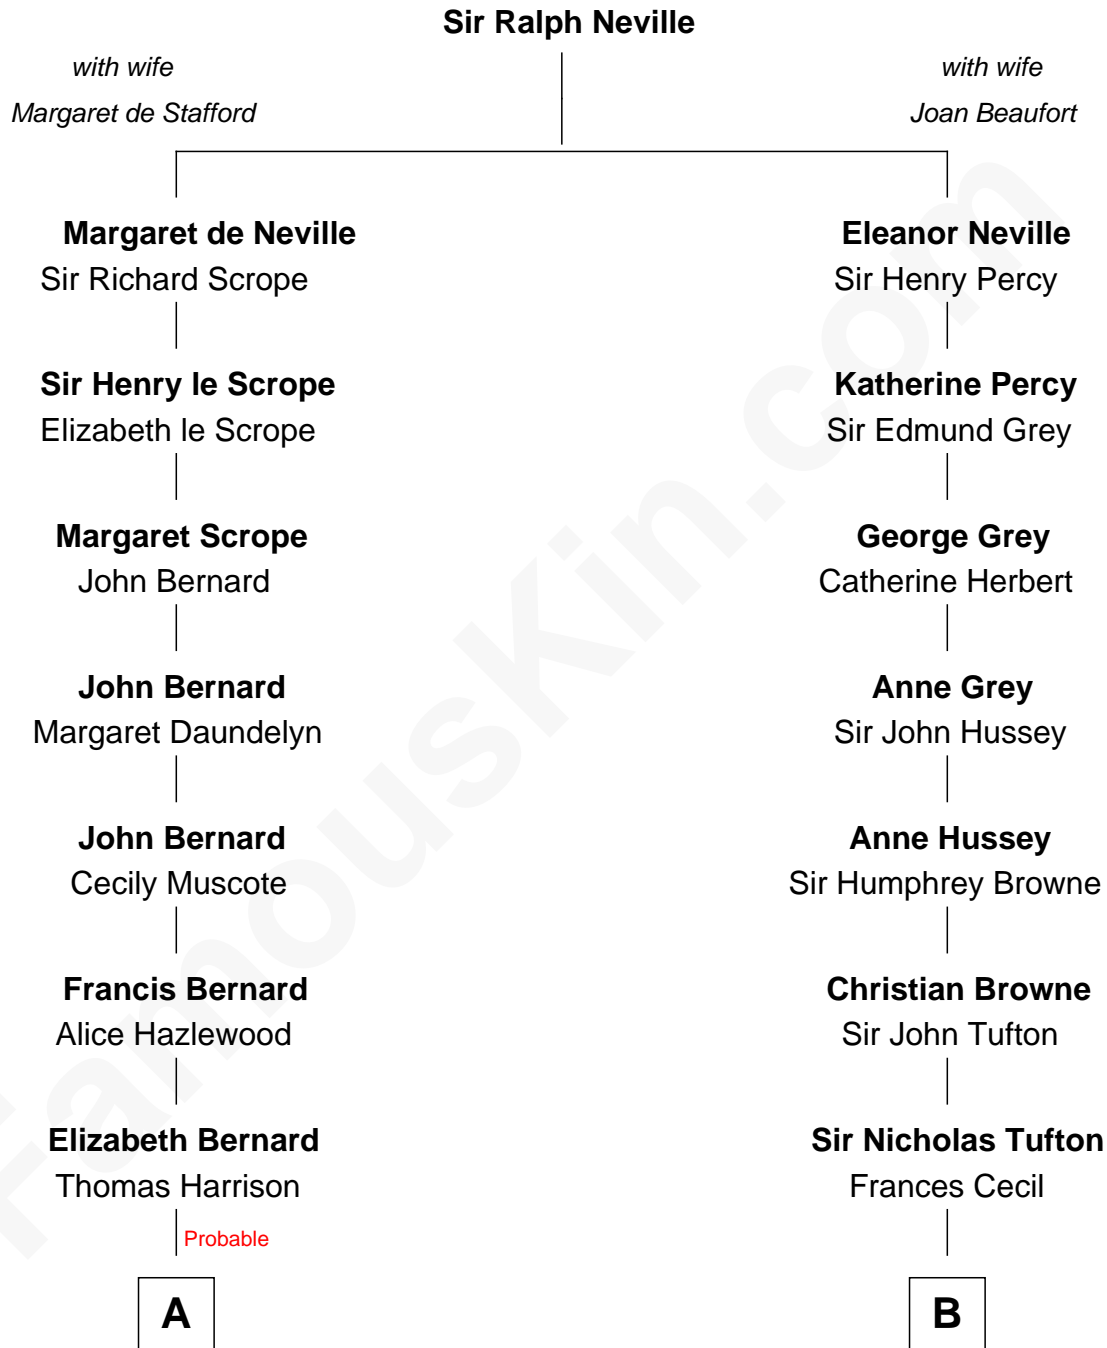 Sir Ralph Neville
with wife
Margaret de Stafford
with wife
Joan Beaufort
Margaret de Neville
Sir Richard Scrope
Eleanor Neville
Sir Henry Percy
Sir Henry le Scrope
Elizabeth le Scrope
Katherine Percy
Sir Edmund Grey
Margaret Scrope
John Bernard
George Grey
Catherine Herbert
John Bernard
Margaret Daundelyn
Anne Grey
Sir John Hussey
John Bernard
Cecily Muscote
Anne Hussey
Sir Humphrey Browne
Francis Bernard
Alice Hazlewood
Christian Browne
Sir John Tufton
Elizabeth Bernard
Thomas Harrison
Sir Nicholas Tufton
Frances Cecil
Probable
A
B
FamousKin.com